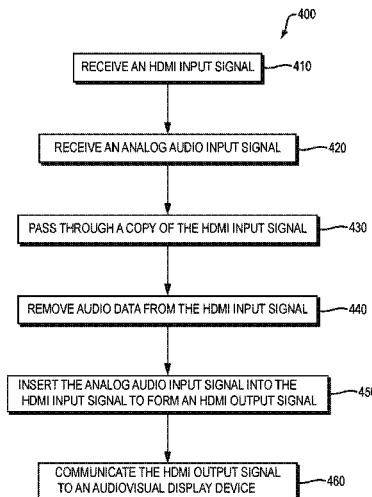 400
RECEIVE AN HDMI INPUT SIGNAL
410
RECEIVE AN ANALOG AUDIO INPUT SIGNAL
420
PASS THROUGH A COPY OF THE HDMI INPUT SIGNAL
430
REMOVE AUDIO DATA FROM THE HDMI INPUT SIGNAL
440
INSERT THE ANALOG AUDIO INPUT SIGNAL INTO THE
HDMI INPUT SIGNAL TO FORM AN HDMI OUTPUT SIGNAL
450
COMMUNICATE THE HDMI OUTPUT SIGNAL
TO AN AUDIOVISUAL DISPLAY DEVICE
460